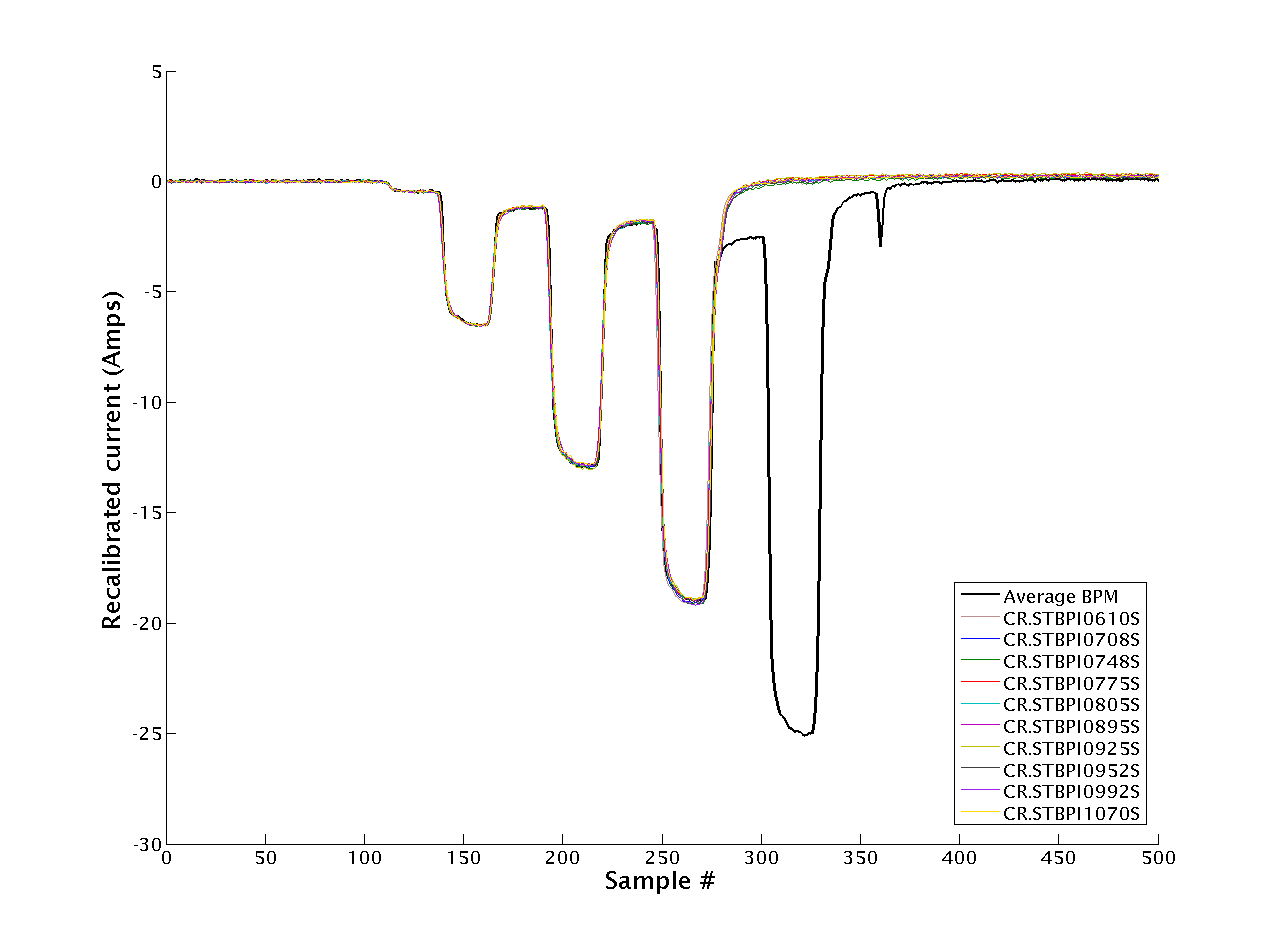 5
0
-5
-10
-15
-20
-25
-30
Recalibrated current (Amps)
0 50 100 150 200 250 300 350 400 450 500
Sample #
Average BPM
CR.STBPI0610S
CR.STBPI0708S
CR.STBPI0748S
CR.STBPI0775S
CR.STBPI0805S
CR.STBPI0895S
CR.STBPI0925S
CR.STBPI0952S
CR.STBPI0992S
CR.STBPI1070S